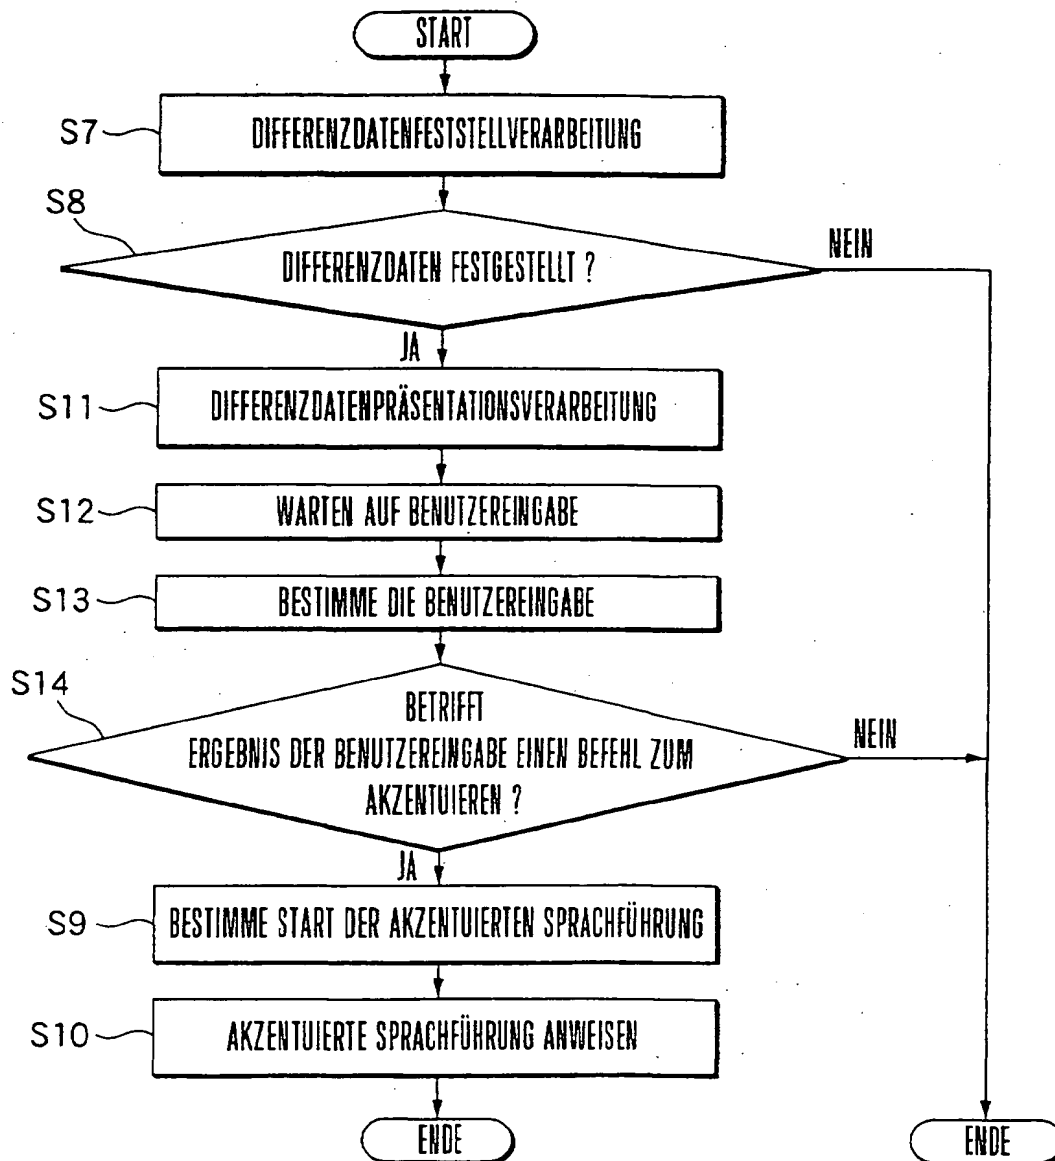 START
S7
DIFFERENZDATENFESTSTELLVERARBEITUNG
S8
DIFFERENZDATEN FESTGESTELLT ?
NEIN
JA
S11
DIFFERENZDATENPRÄSENTATIONSVERARBEITUNG
S12
WARTEN AUF BENUTZEREINGABE
S13
BESTIMME DIE BENUTZEREINGABE
S14
BETRIFFT
ERGEBNIS DER BENUTZEREINGABE EINEN BEFEHL ZUM
AKZENTUIEREN ?
NEIN
JA
S9
BESTIMME START DER AKZENTUIERTEN SPRACHFÜHRUNG
S10
AKZENTUIERTE SPRACHFÜHRUNG ANWEISEN
ENDE
ENDE